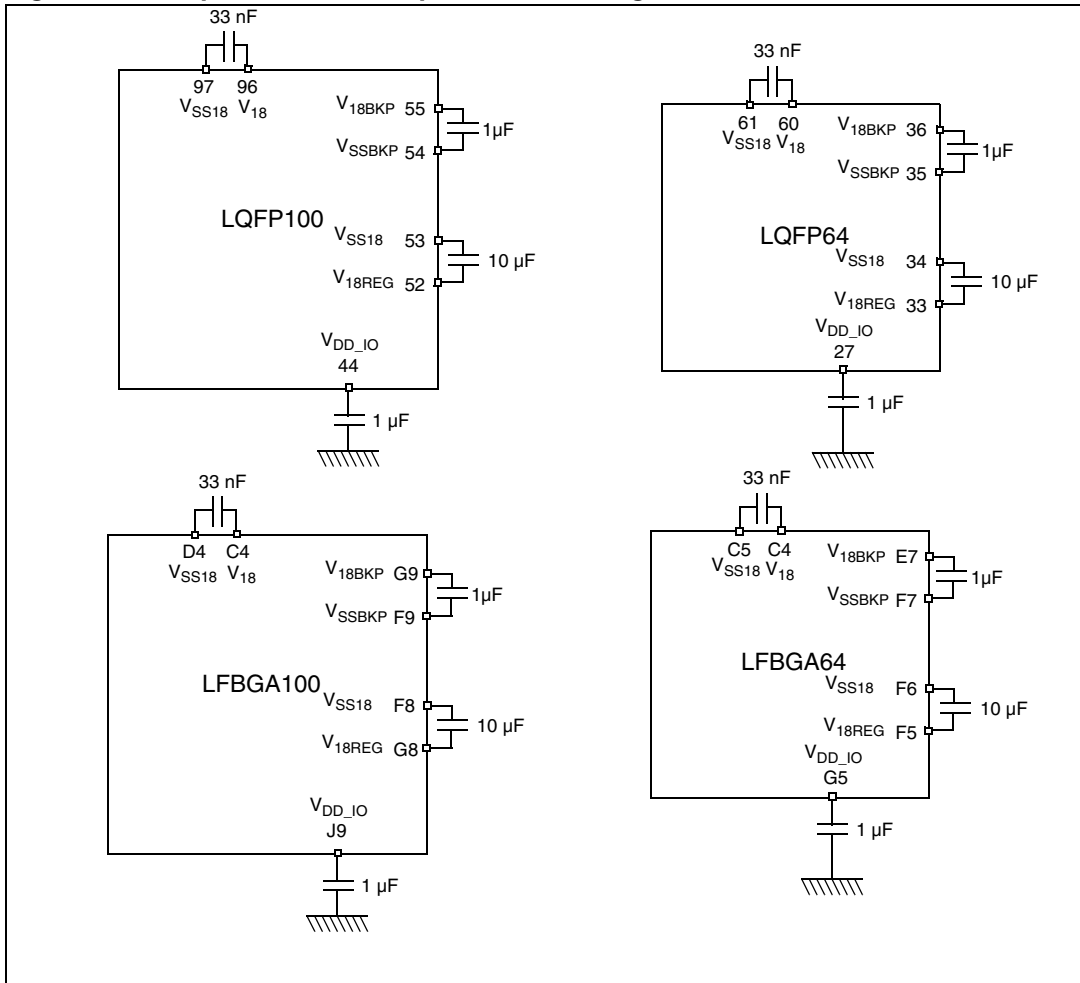 33 nF
97 96
VSS18 V18
V18BKP 55
1µF
VSSBKP 54
LQFP100
VSS18 53
10 µF
V18REG 52
VDD_IO
44
1 µF
33 nF
61 60
VSS18 V18
V18BKP 36
1µF
VSSBKP 35
LQFP64
VSS18 34
10 µF
V18REG 33
VDD_IO
27
1 µF
33 nF
D4 C4
VSS18 V18
V18BKP G9
1µF
VSSBKP F9
LFBGA100
VSS18 F8
10 µF
V18REG G8
VDD_IO
J9
1 µF
33 nF
C5 C4
VSS18 V18
V18BKP E7
1µF
VSSBKP F7
LFBGA64
VSS18 F6
10 µF
V18REG F5
VDD_IO
G5
1 µF